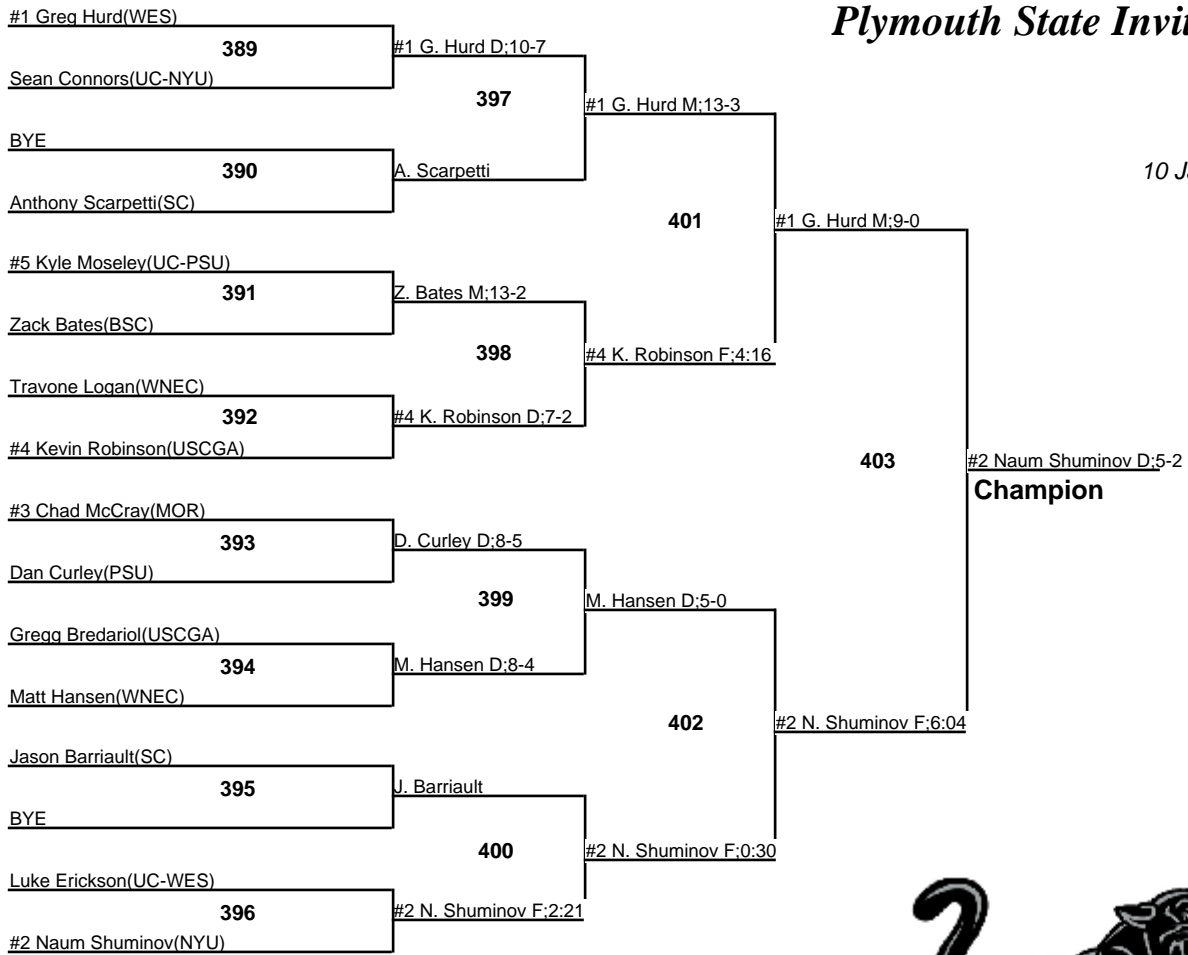 Plymouth State Invi
10 J
#1 Greg Hurd(WES)
389
Sean Connors(UC-NYU)
BYE
390
Anthony Scarpetti(SC)
#5 Kyle Moseley(UC-PSU)
391
Zack Bates(BSC)
Travone Logan(WNEC)
392
#4 Kevin Robinson(USCGA)
#3 Chad McCray(MOR)
393
Dan Curley(PSU)
Gregg Bredariol(USCGA)
394
Matt Hansen(WNEC)
Jason Barriault(SC)
395
BYE
Luke Erickson(UC-WES)
396
#2 Naum Shuminov(NYU)
#1 G. Hurd D;10-7
397
A. Scarpetti
Z. Bates M;13-2
398
#4 K. Robinson D;7-2
D. Curley D;8-5
399
M. Hansen D;8-4
J. Barriault
400
#2 N. Shuminov F;2:21
#1 G. Hurd M;13-3
401
#4 K. Robinson F;4:16
M. Hansen D;5-0
402
#2 N. Shuminov F;0:30
#1 G. Hurd M;9-0
403
#2 N. Shuminov F;6:04
#2 Naum Shuminov D;5-2
Champion